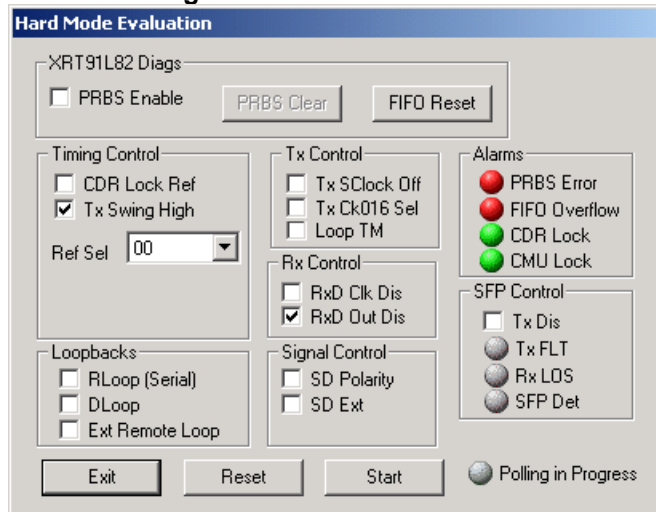 Hard Mode Evaluation
XRT91L82 Diags
PRBS Enable
PRBS Clear
FIFO Reset
Timing Control
CDR Lock Ref
Tx Swing High
Ref Sel
00
Tx Control
Tx SClock Off
Tx Ck016 Sel
Loop TM
Alarms
PRBS Error
FIFO Overflow
CDR Lock
CMU Lock
Rx Control
RxD Clk Dis
RxD Out Dis
SFP Control
Tx Dis
Tx FLT
Rx LOS
SFP Det
Loopbacks
RLoop (Serial)
DLoop
Ext Remote Loop
Signal Control
SD Polarity
SD Ext
Exit
Reset
Start
Polling in Progress